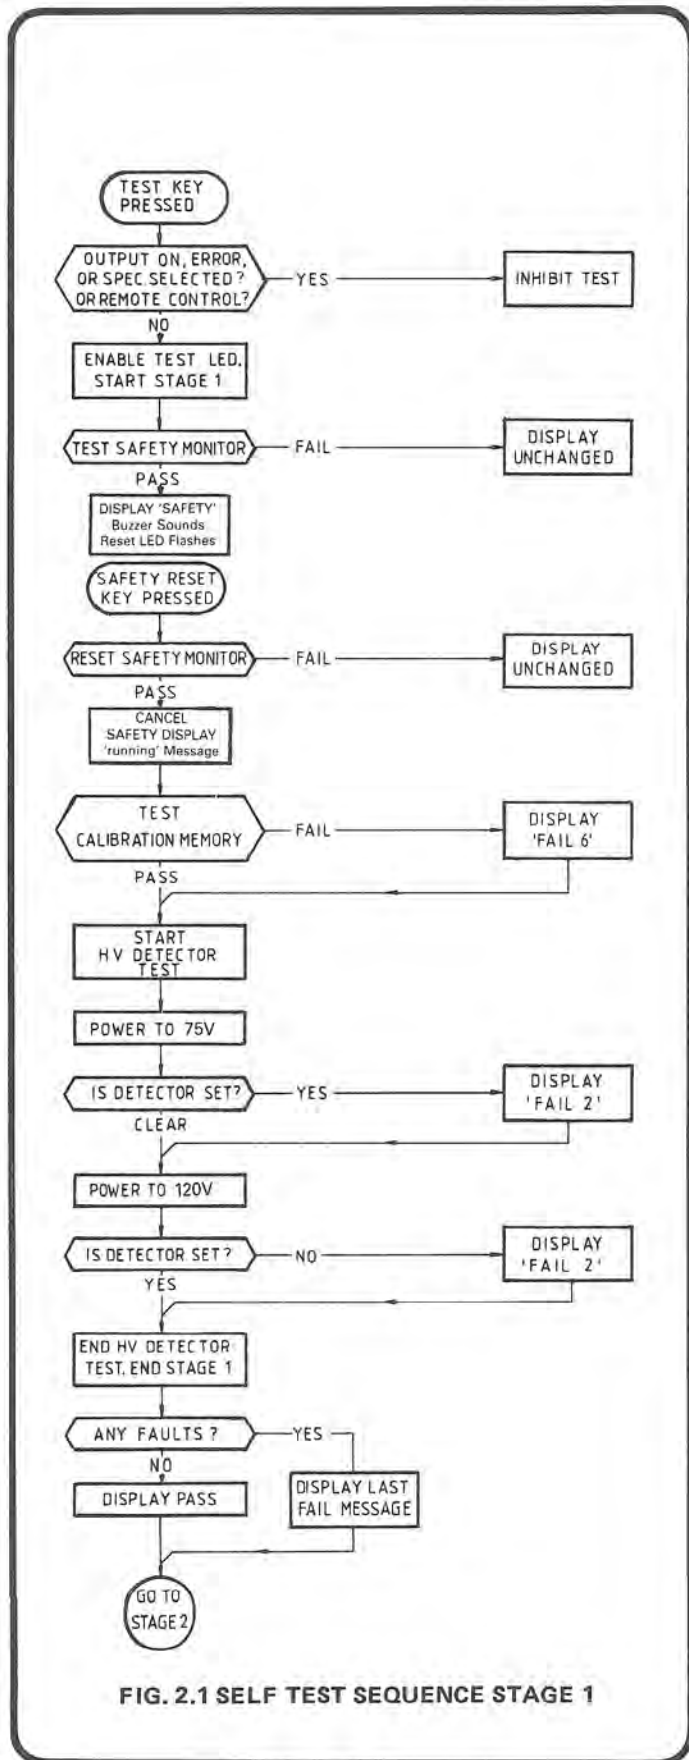 TEST KEY
PRESSED
OUTPUT ON, ERROR,
OR SPEC. SELECTED?
OR REMOTE CONTROL?
YES
INHIBIT TEST
NO
ENABLE TEST LED,
START STAGE 1
TEST SAFETY MONITOR
FAIL
DISPLAY
UNCHANGED
PASS
DISPLAY 'SAFETY'
Buzzer Sounds
Reset LED Flashes
SAFETY RESET
KEY PRESSED
RESET SAFETY MONITOR
FAIL
DISPLAY
UNCHANGED
PASS
CANCEL
SAFETY DISPLAY
'running' Message
TEST
CALIBRATION MEMORY
FAIL
DISPLAY
'FAIL 6'
PASS
START
HV DETECTOR
TEST
POWER TO 75V
IS DETECTOR SET?
YES
DISPLAY
'FAIL 2'
CLEAR
POWER TO 120V
IS DETECTOR SET?
NO
DISPLAY
'FAIL 2'
YES
END HV DETECTOR
TEST, END STAGE 1
ANY FAULTS?
YES
NO
DISPLAY PASS
DISPLAY LAST
FAIL MESSAGE
GO TO
STAGE 2
FIG. 2.1 SELF TEST SEQUENCE STAGE 1